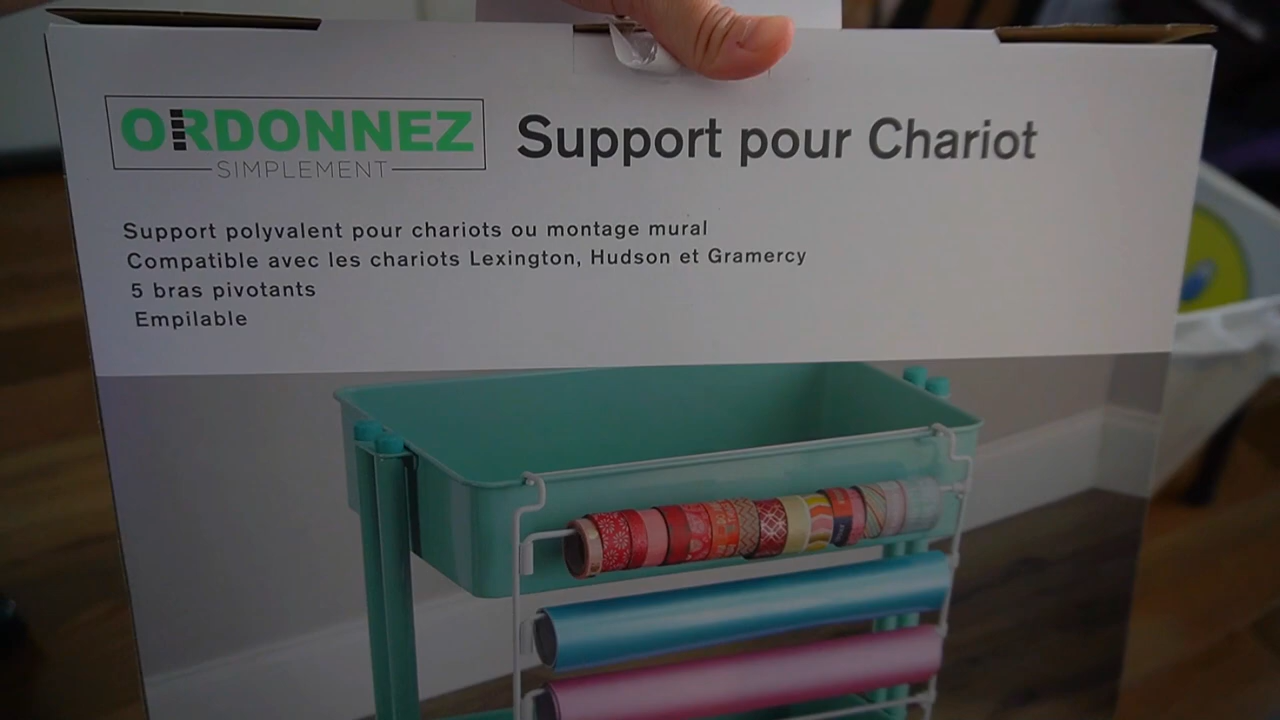 ORDONNEZ
SIMPLEMENT
Support pour Chariot
Support polyvalent pour chariots ou montage mural
Compatible avec les chariots Lexington, Hudson et Gramercy
5 bras pivotants
Empilable